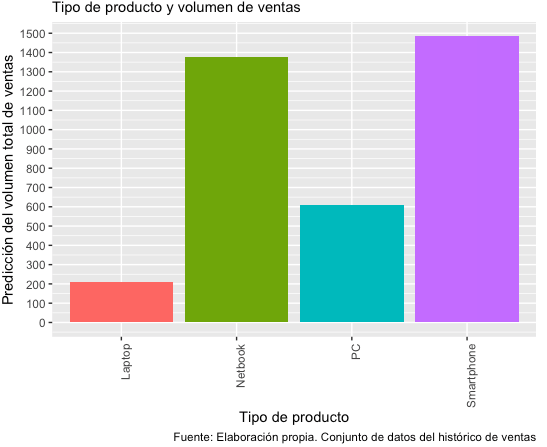 Tipo de producto y volumen de ventas
Predicción del volumen total de ventas
1500
1400
1300
1200
1100
1000
900
800
700
600
500
400
300
200
100
0
Laptop
Netbook
PC
Smartphone
Tipo de producto
Fuente: Elaboración propia. Conjunto de datos del histórico de ventas